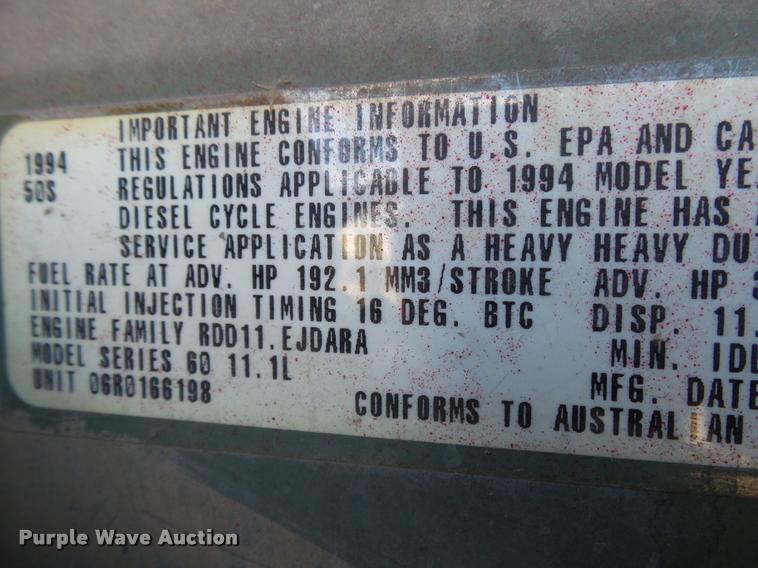 1994
50S
IMPORTANT ENGINE INFORMATION
THIS ENGINE CONFORMS TO U.S. EPA AND CA
REGULATIONS APPLICABLE TO 1994 MODEL YE
DIESEL CYCLE ENGINES. THIS ENGINE HAS
SERVICE APPLICATION AS A HEAVY HEAVY DU
FUEL RATE AT ADV. HP 192.1 MM3/STROKE ADV. HP
INITIAL INJECTION TIMING 16 DEG. BTC DISP. 11.
ENGINE FAMILY RDD11.EJDARA MIN. IDL
MODEL SERIES 60 11.1L MFG. DATE
UNIT 06R0166198
CONFORMS TO AUSTRALIAN
Purple Wave Auction